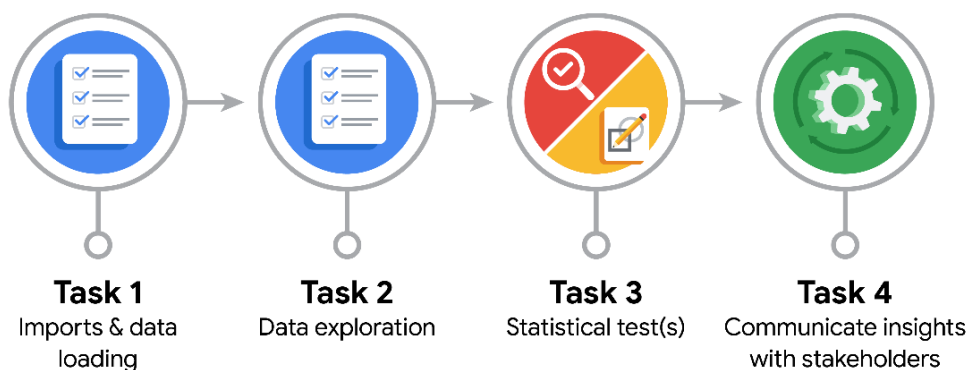 Task 1
Imports & data
loading
Task 2
Data exploration
Task 3
Statistical test(s)
Task 4
Communicate insights
with stakeholders